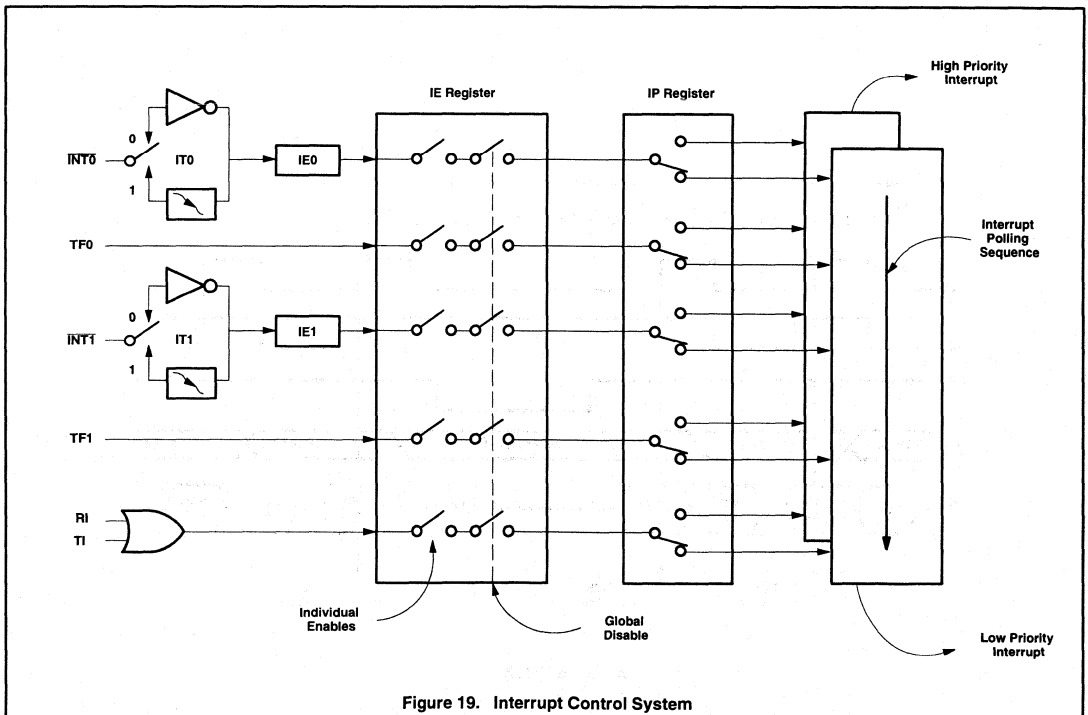 High Priority
Interrupt
IE Register
IP Register
0
INT0
IT0
IE0
1
TF0
Interrupt
Polling
Sequence
0
INT1
IT1
IE1
1
TF1
RI
TI
Individual
Enables
Global
Disable
Low Priority
Interrupt
Figure 19. Interrupt Control System